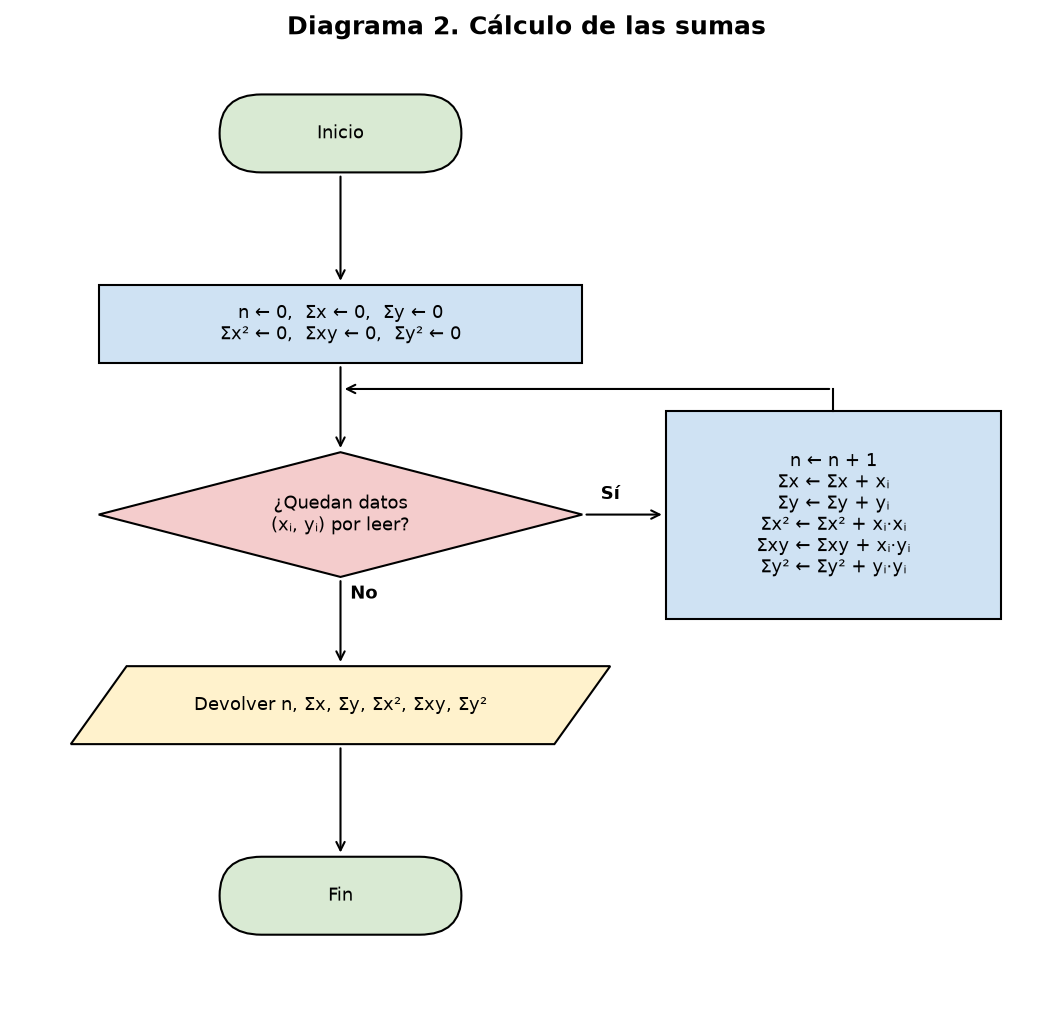 Diagrama 2. Cálculo de las sumas
Inicio
n ← 0,  Σx ← 0,  Σy ← 0
Σx² ← 0,  Σxy ← 0,  Σy² ← 0
¿Quedan datos
(xᵢ, yᵢ) por leer?
Sí
n ← n + 1
Σx ← Σx + xᵢ
Σy ← Σy + yᵢ
Σx² ← Σx² + xᵢ·xᵢ
Σxy ← Σxy + xᵢ·yᵢ
Σy² ← Σy² + yᵢ·yᵢ
No
Devolver n, Σx, Σy, Σx², Σxy, Σy²
Fin